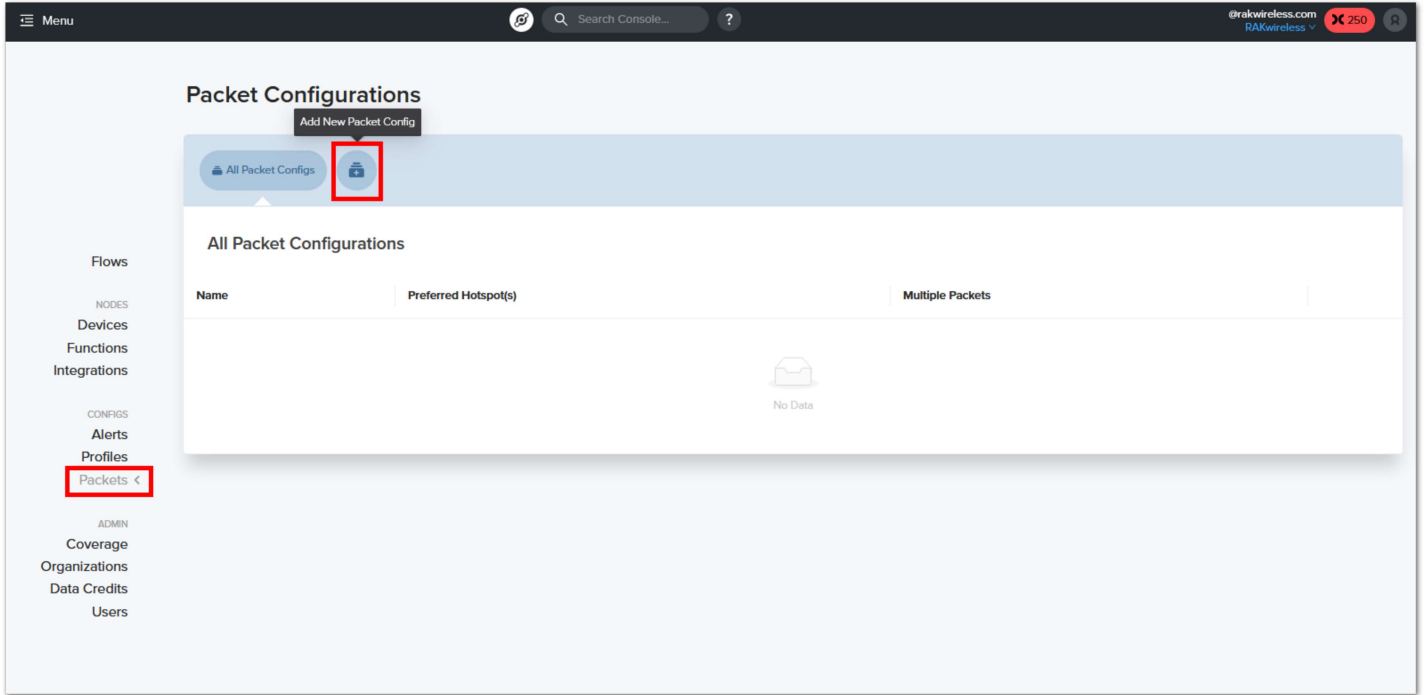 Menu
Search Console...
?
@rakwireless.com
RAKwireless
250
Packet Configurations
Add New Packet Config
All Packet Configs
All Packet Configurations
Name Preferred Hotspot(s) Multiple Packets
No Data
Flows
NODES
Devices
Functions
Integrations
CONFIGS
Alerts
Profiles
Packets
ADMIN
Coverage
Organizations
Data Credits
Users